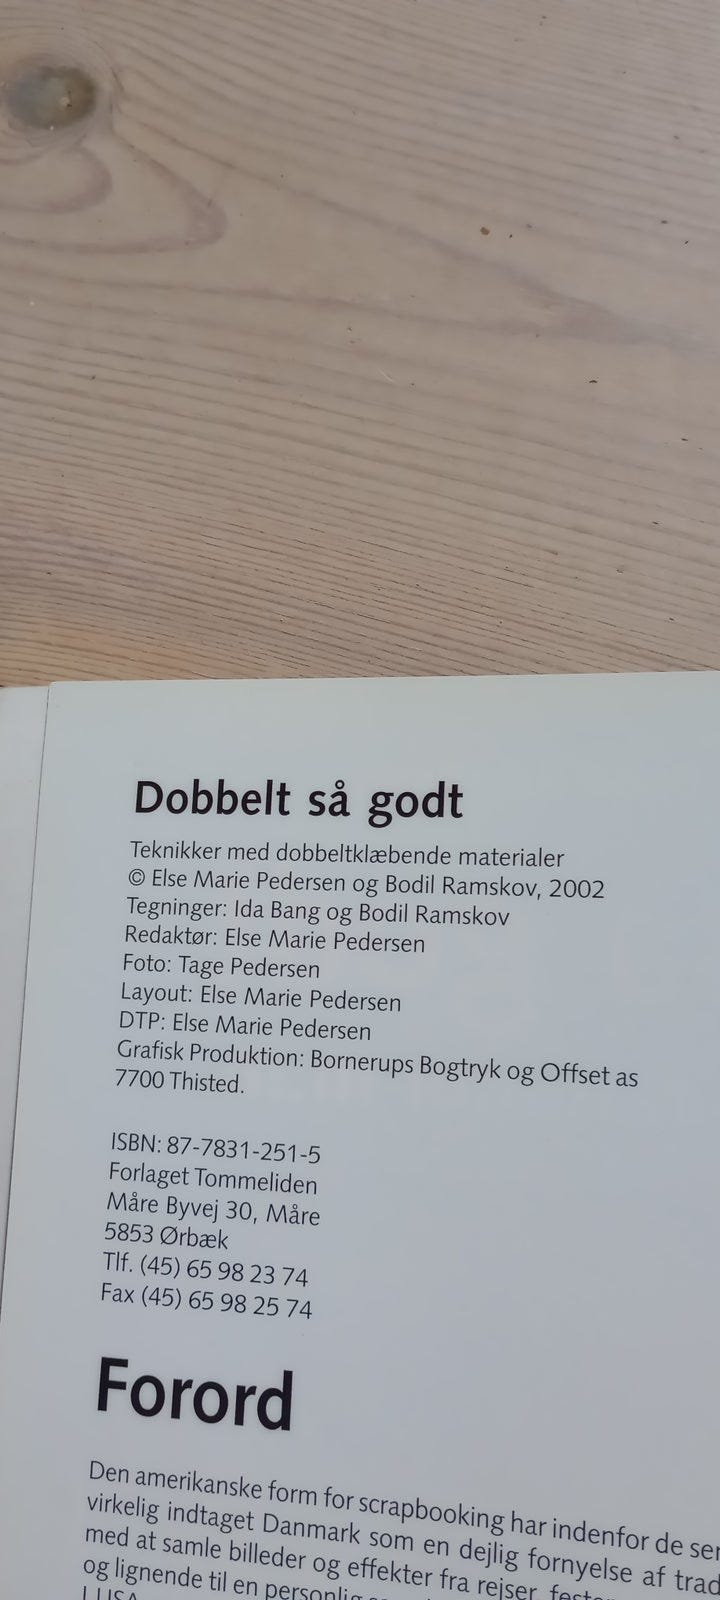 Dobbelt så godt
Teknikker med dobbeltklæbende materialer
© Else Marie Pedersen og Bodil Ramskov, 2002
Tegninger: Ida Bang og Bodil Ramskov
Redaktør: Else Marie Pedersen
Foto: Tage Pedersen
Layout: Else Marie Pedersen
DTP: Else Marie Pedersen
Grafisk Produktion: Bornerups Bogtryk og Offset as
7700 Thisted.
ISBN: 87-7831-251-5
Forlaget Tommeliden
Måre Byvej 30, Måre
5853 Ørbæk
Tlf. (45) 65 98 23 74
Fax (45) 65 98 25 74
Forord
Den amerikanske form for scrapbooking har indenfor de
virkelig indtaget Danmark som en dejlig fornyelse af
med at samle billeder og effekter fra rejser,
og lignende til en
I USA